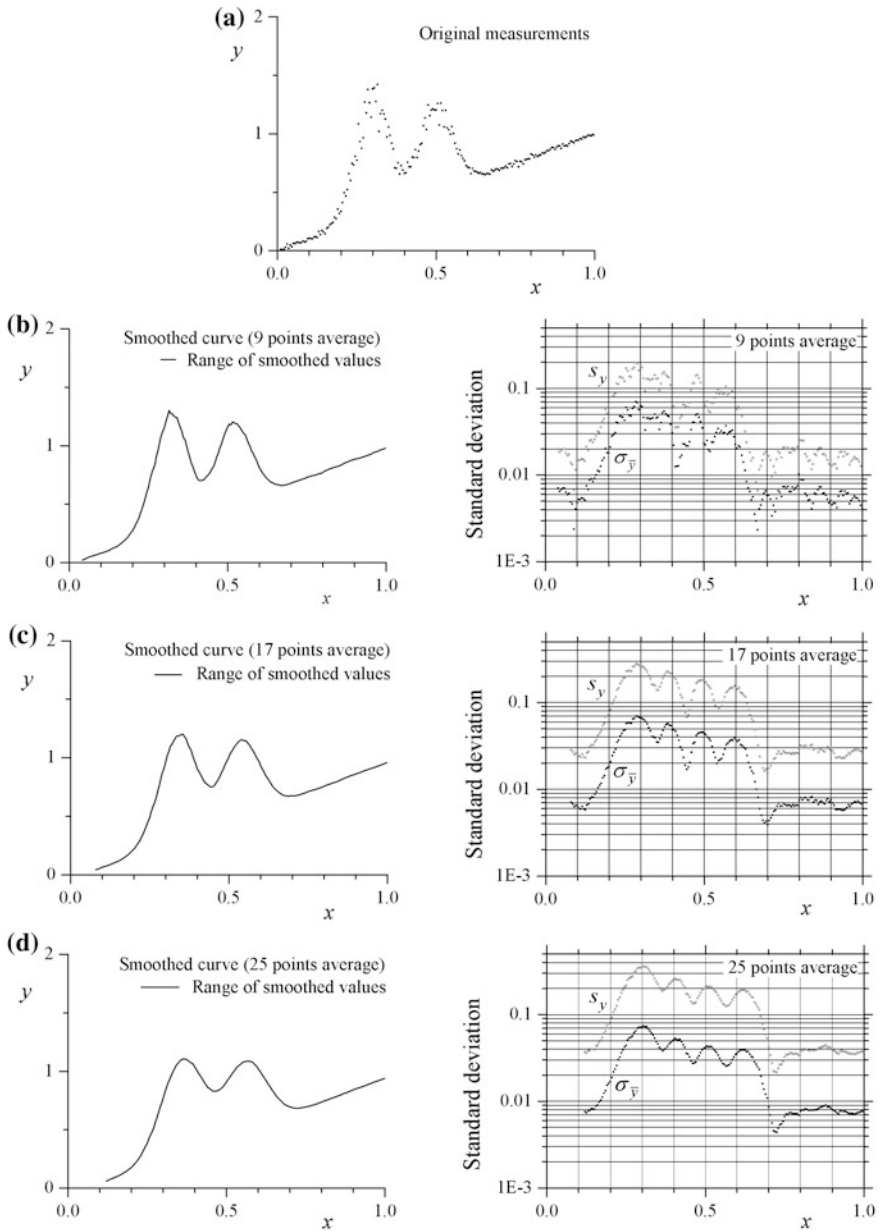 (a)
2
Original measurements
y
1
0
0.0
0.5
1.0
x
(b)
2
Smoothed curve (9 points average)
y
— Range of smoothed values
1
0
0.0
0.5
1.0
x
9 points average
s_y
0.1
σ_ȳ
0.01
1E-3
Standard deviation
0.0
0.5
1.0
x
(c)
2
Smoothed curve (17 points average)
y
— Range of smoothed values
1
0
0.0
0.5
1.0
x
17 points average
s_y
0.1
σ_ȳ
0.01
1E-3
Standard deviation
0.0
0.5
1.0
x
(d)
2
Smoothed curve (25 points average)
y
— Range of smoothed values
1
0
0.0
0.5
1.0
x
25 points average
s_y
0.1
σ_ȳ
0.01
1E-3
Standard deviation
0.0
0.5
1.0
x